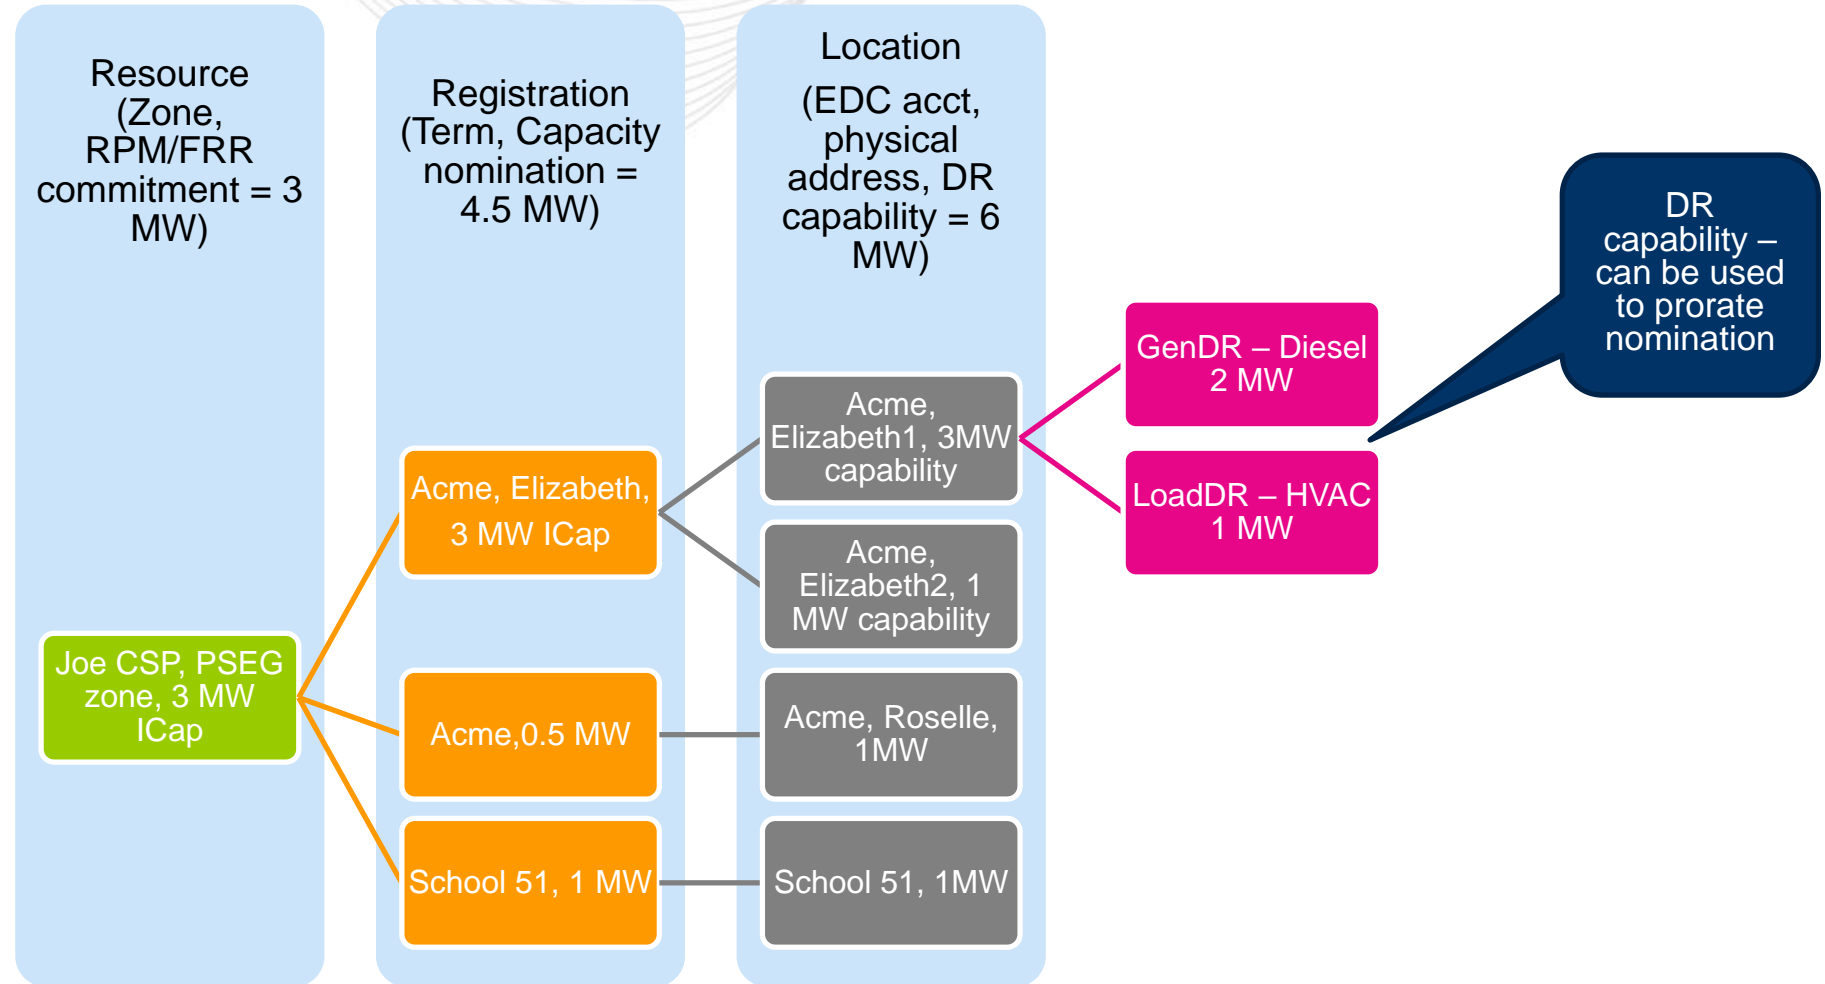 Resource
(Zone,
RPM/FRR
commitment = 3
MW)
Registration
(Term, Capacity
nomination =
4.5 MW)
Location
(EDC acct,
physical
address, DR
capability = 6
MW)
DR
capability –
can be used
to prorate
nomination
GenDR – Diesel
2 MW
LoadDR – HVAC
1 MW
Acme,
Elizabeth1, 3MW
capability
Acme, Elizabeth,
3 MW ICap
Acme,
Elizabeth2, 1
MW capability
Joe CSP, PSEG
zone, 3 MW
ICap
Acme,0.5 MW
Acme, Roselle,
1MW
School 51, 1 MW
School 51, 1MW